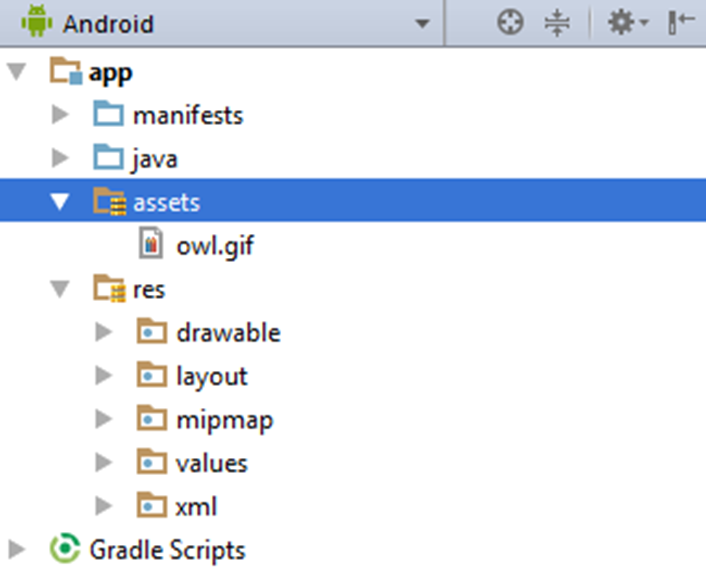 Android
app
manifests
java
assets
owl.gif
res
drawable
layout
mipmap
values
xml
Gradle Scripts